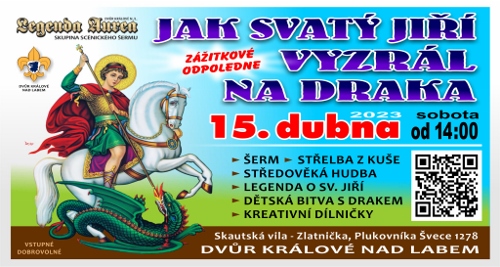 Legenda Aurea
SKUPINA SCÉNICKÉHO ŠERMU
DVŮR KRÁLOVÉ
NAD LABEM
JAK SVATÝ JIŘÍ
ZÁŽITKOVÉ
ODPOLEDNE
VYZRÁL
NA DRAKA
2023
15. dubna
sobota
od 14:00
► ŠERM ► STŘELBA Z KUŠE
► STŘEDOVĚKÁ HUDBA
► LEGENDA O SV. JIŘÍ
► DĚTSKÁ BITVA S DRAKEM
► KREATIVNÍ DÍLNIČKY
VSTUPNÉ
DOBROVOLNÉ
Skautská vila - Zlatnička, Plukovníka Švece 1278
DVŮR KRÁLOVÉ NAD LABEM